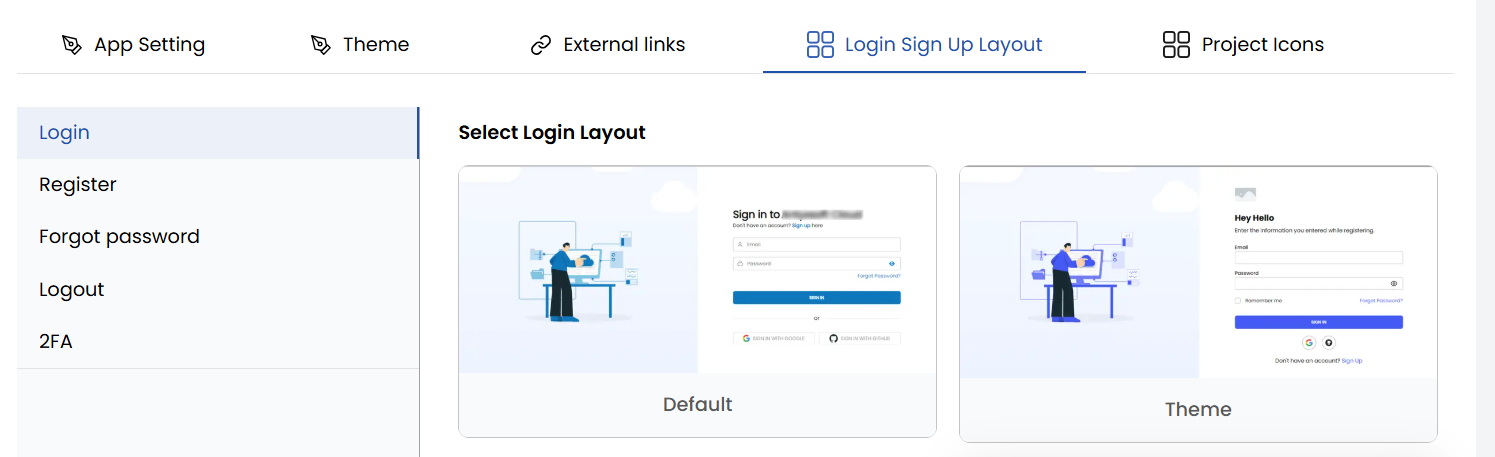 App Setting
Theme
External links
Login Sign Up Layout
Project Icons
Login
Register
Forgot password
Logout
2FA
Select Login Layout
Sign in to
Don't have an account? Sign up here
Email
Password
Forgot Password?
SIGN IN
or
SIGN IN WITH GOOGLE
SIGN IN WITH GITHUB
Default
Hey Hello
Enter the information you entered while registering.
Email
Password
Remember me
Forgot Password?
SIGN IN
Don't have an account? Sign Up
Theme